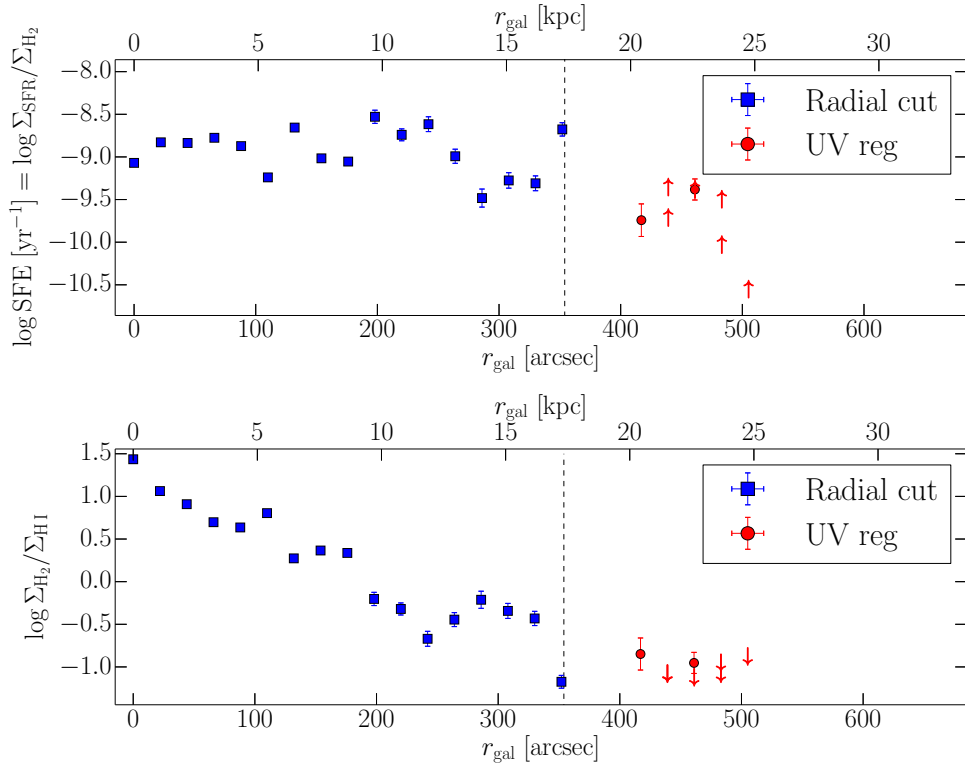 r_gal [kpc]
0 5 10 15 20 25 30
log SFE [yr⁻¹] = log Σ_SFR/Σ_H₂
−8.0
−8.5
−9.0
−9.5
−10.0
−10.5
Radial cut
UV reg
0 100 200 300 400 500 600
r_gal [arcsec]
r_gal [kpc]
0 5 10 15 20 25 30
log Σ_H₂/Σ_H I
1.5
1.0
0.5
0.0
−0.5
−1.0
Radial cut
UV reg
0 100 200 300 400 500 600
r_gal [arcsec]